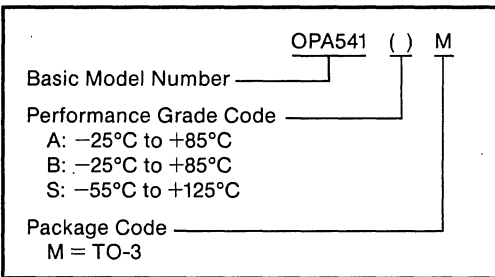 OPA541 ( ) M
Basic Model Number
Performance Grade Code
A: −25°C to +85°C
B: −25°C to +85°C
S: −55°C to +125°C
Package Code
M = TO-3